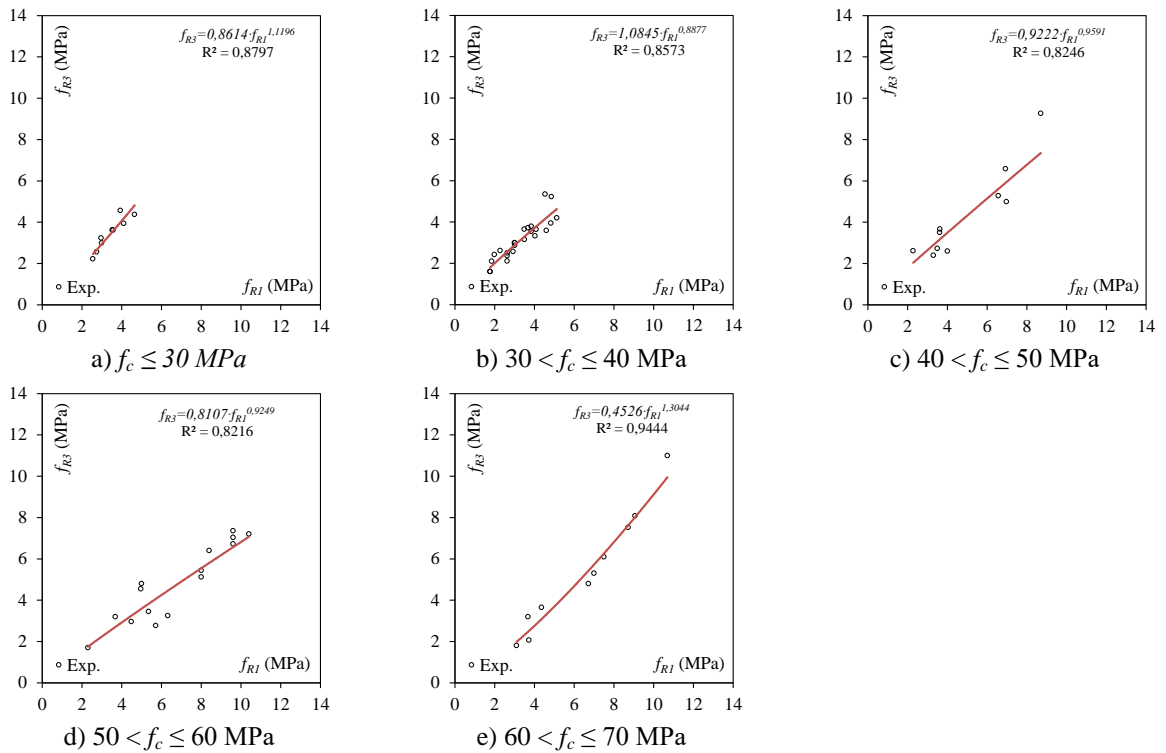 f_R3=0,8614·f_R1^1,1196
R² = 0,8797
f_R3 (MPa)
14
12
10
8
6
4
2
0
Exp.
f_R1 (MPa)
0 2 4 6 8 10 12 14
a) f_c ≤ 30 MPa
f_R3=1,0845·f_R1^0,8877
R² = 0,8573
f_R3 (MPa)
14
12
10
8
6
4
2
0
Exp.
f_R1 (MPa)
0 2 4 6 8 10 12 14
b) 30 < f_c ≤ 40 MPa
f_R3=0,9222·f_R1^0,9591
R² = 0,8246
f_R3 (MPa)
14
12
10
8
6
4
2
0
Exp.
f_R1 (MPa)
0 2 4 6 8 10 12 14
c) 40 < f_c ≤ 50 MPa
f_R3=0,8107·f_R1^0,9249
R² = 0,8216
f_R3 (MPa)
14
12
10
8
6
4
2
0
Exp.
f_R1 (MPa)
0 2 4 6 8 10 12 14
d) 50 < f_c ≤ 60 MPa
f_R3=0,4526·f_R1^1,3044
R² = 0,9444
f_R3 (MPa)
14
12
10
8
6
4
2
0
Exp.
f_R1 (MPa)
0 2 4 6 8 10 12 14
e) 60 < f_c ≤ 70 MPa